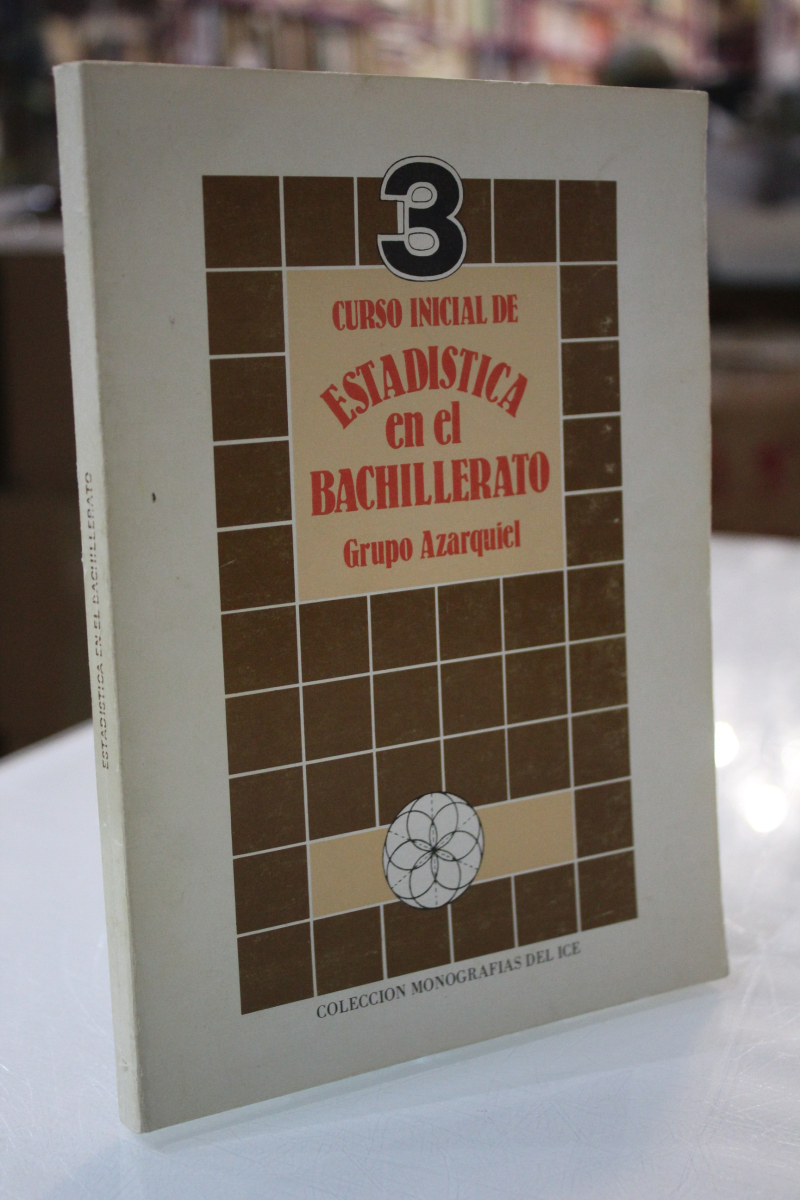 3
CURSO INICIAL DE
ESTADISTICA
en el
BACHILLERATO
Grupo Azarquiel
COLECCION MONOGRAFIAS DEL ICE
ESTADISTICA EN EL BACHILLERATO